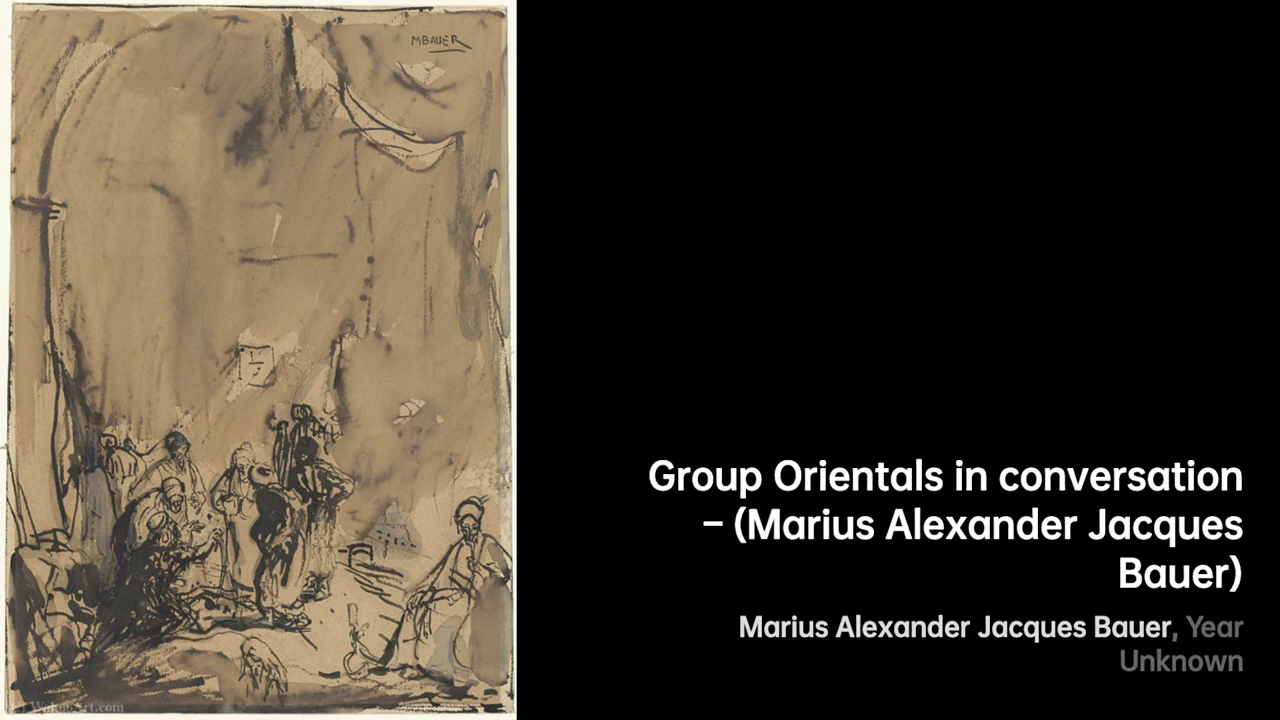 MBAUER
Group Orientals in conversation
– (Marius Alexander Jacques
Bauer)
Marius Alexander Jacques Bauer, Year
Unknown